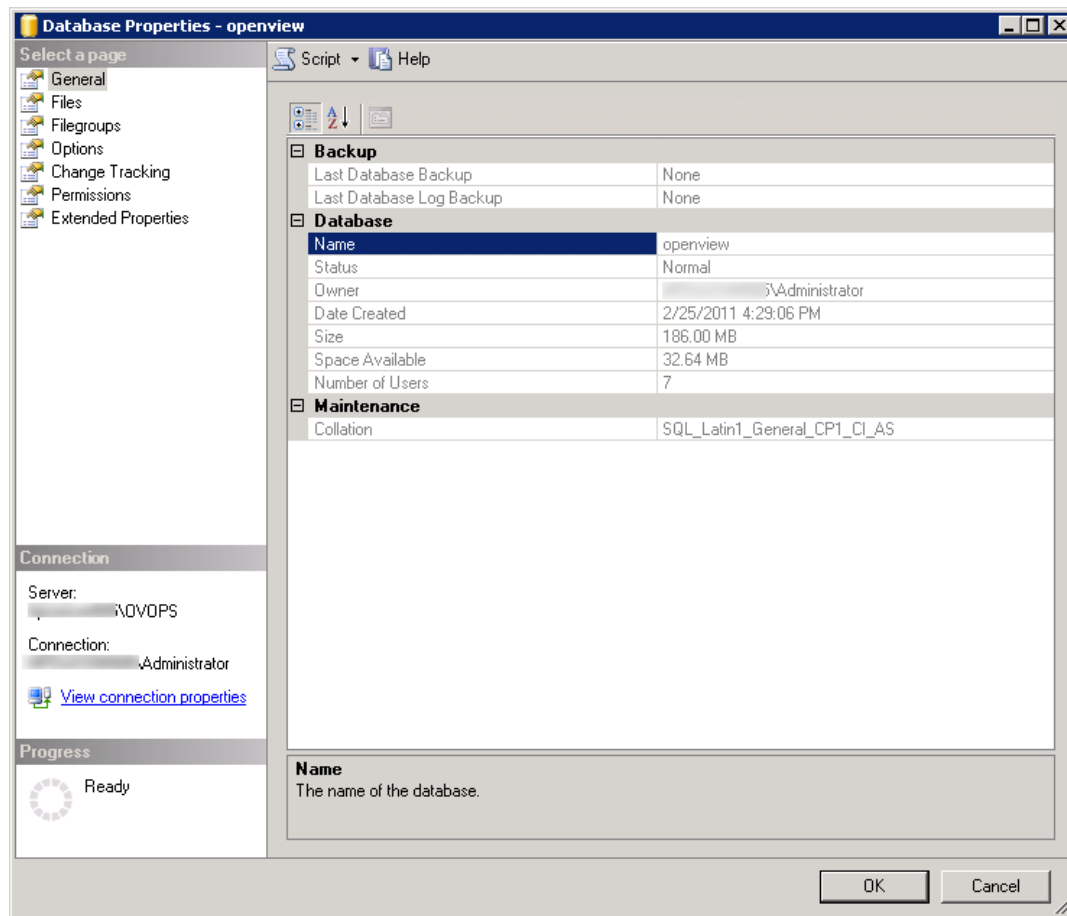 Database Properties - openview
Select a page
General
Files
Filegroups
Options
Change Tracking
Permissions
Extended Properties
Script
Help
Backup
Last Database Backup None
Last Database Log Backup None
Database
Name openview
Status Normal
Owner \Administrator
Date Created 2/25/2011 4:29:06 PM
Size 186.00 MB
Space Available 32.64 MB
Number of Users 7
Maintenance
Collation SQL_Latin1_General_CP1_CI_AS
Connection
Server:
\OVOPS
Connection:
\Administrator
View connection properties
Progress
Ready
Name
The name of the database.
OK Cancel